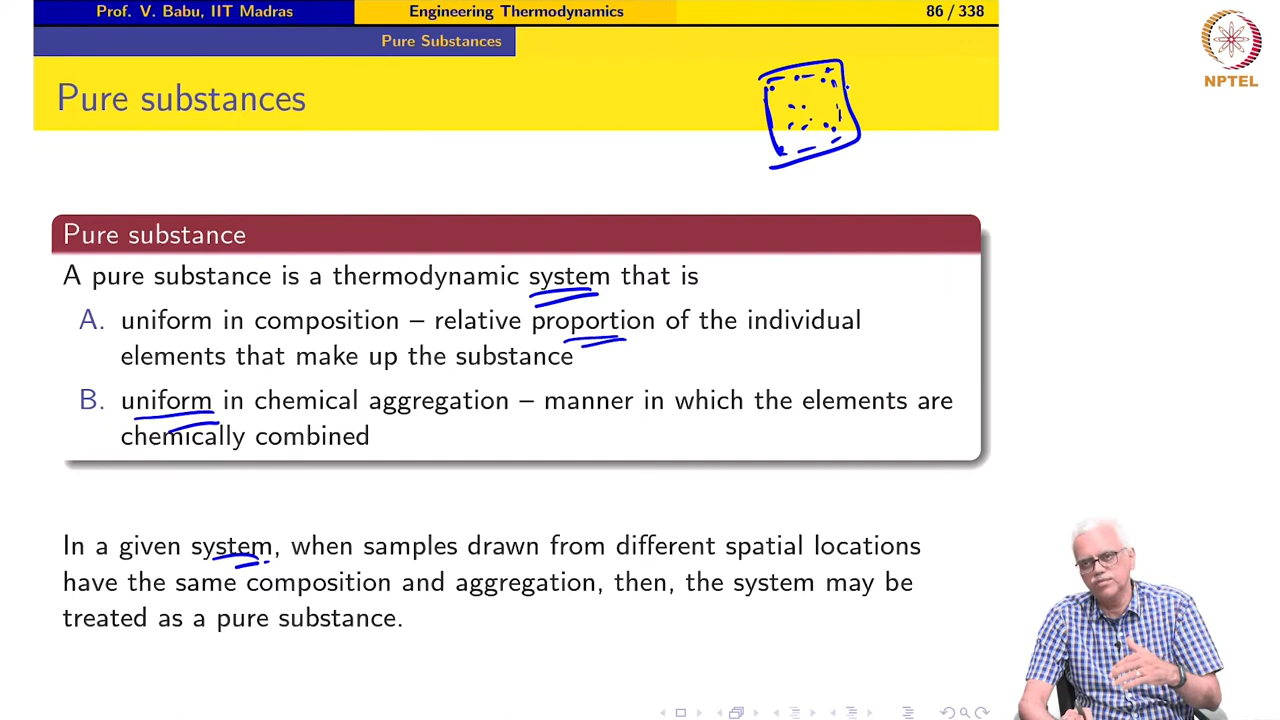 Prof. V. Babu, IIT Madras Engineering Thermodynamics 86 / 338
Pure Substances
NPTEL
Pure substances
Pure substance
A pure substance is a thermodynamic system that is
A. uniform in composition – relative proportion of the individual
elements that make up the substance
B. uniform in chemical aggregation – manner in which the elements are
chemically combined
In a given system, when samples drawn from different spatial locations
have the same composition and aggregation, then, the system may be
treated as a pure substance.